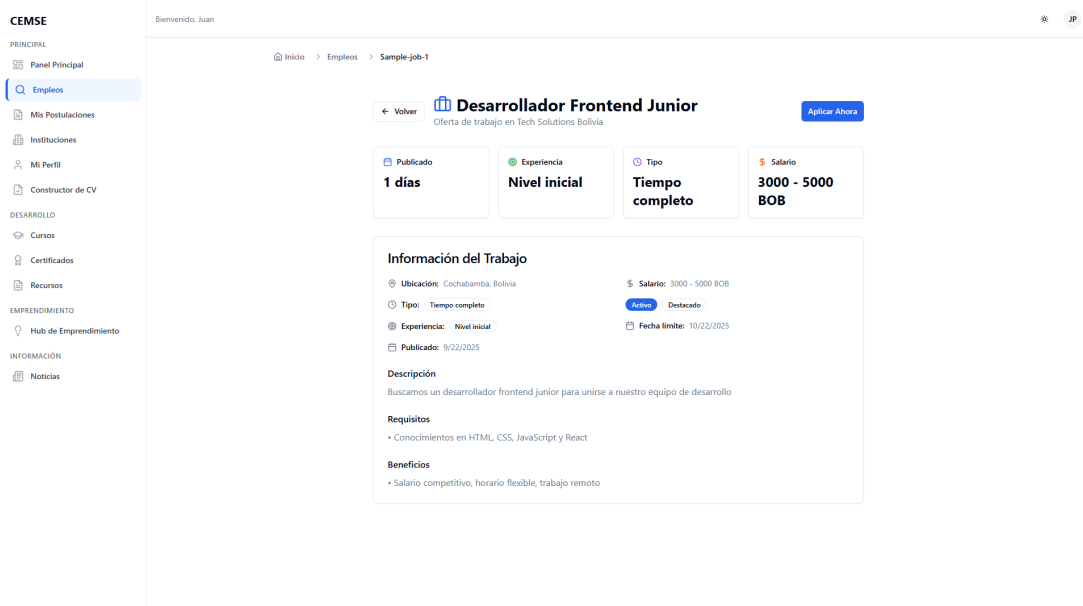 CEMSE
PRINCIPAL
Panel Principal
Empleos
Mis Postulaciones
Instituciones
Mi Perfil
Constructor de CV
DESARROLLO
Cursos
Certificados
Recursos
EMPRENDIMIENTO
Hub de Emprendimiento
INFORMACIÓN
Noticias
Bienvenido, Juan
JP
Inicio > Empleos > Sample-job-1
Volver
Desarrollador Frontend Junior
Oferta de trabajo en Tech Solutions Bolivia
Aplicar Ahora
Publicado
1 días
Experiencia
Nivel inicial
Tipo
Tiempo
completo
Salario
3000 - 5000
BOB
Información del Trabajo
Ubicación: Cochabamba, Bolivia
Tipo: Tiempo completo
Experiencia: Nivel inicial
Publicado: 9/22/2025
Salario: 3000 - 5000 BOB
Activo Destacado
Fecha límite: 10/22/2025
Descripción
Buscamos un desarrollador frontend junior para unirse a nuestro equipo de desarrollo
Requisitos
• Conocimientos en HTML, CSS, JavaScript y React
Beneficios
• Salario competitivo, horario flexible, trabajo remoto